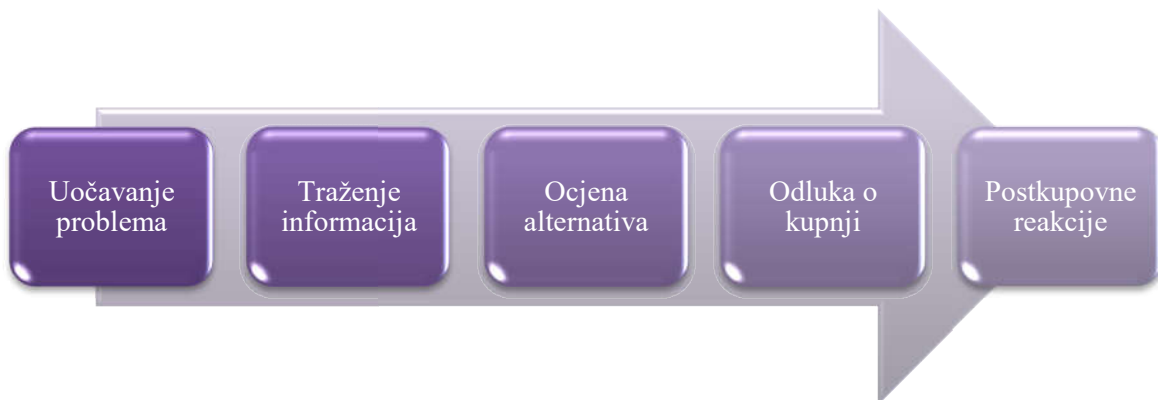 Uočavanje
problema
Traženje
informacija
Ocjena
alternativa
Odluka o
kupnji
Postkupovne
reakcije